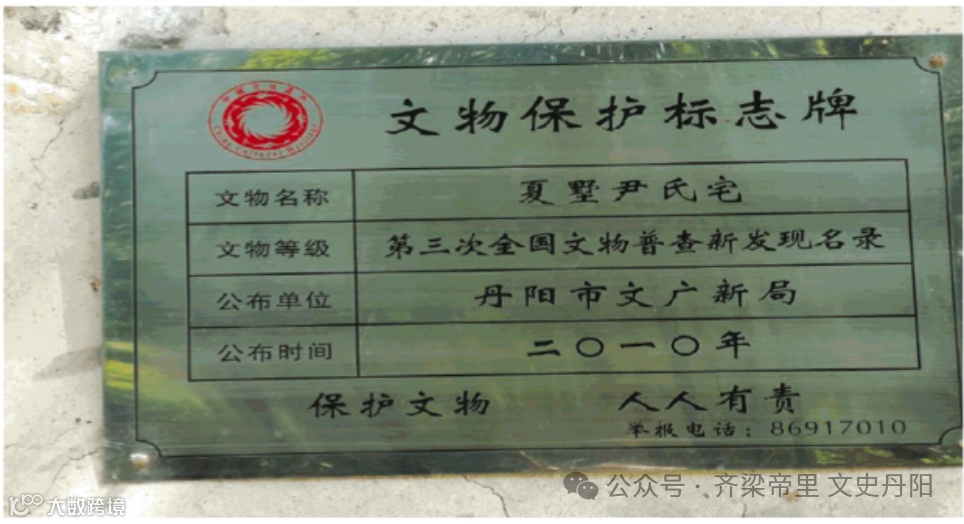 文物保护标志牌
文物名称 夏墅尹氏宅
文物等级 第三次全国文物普查新发现名录
公布单位 丹阳市文广新局
公布时间 二〇一〇年
保护文物 人人有责
举报电话:86917010
公众号·齐梁帝里 文史丹阳
大数跨境